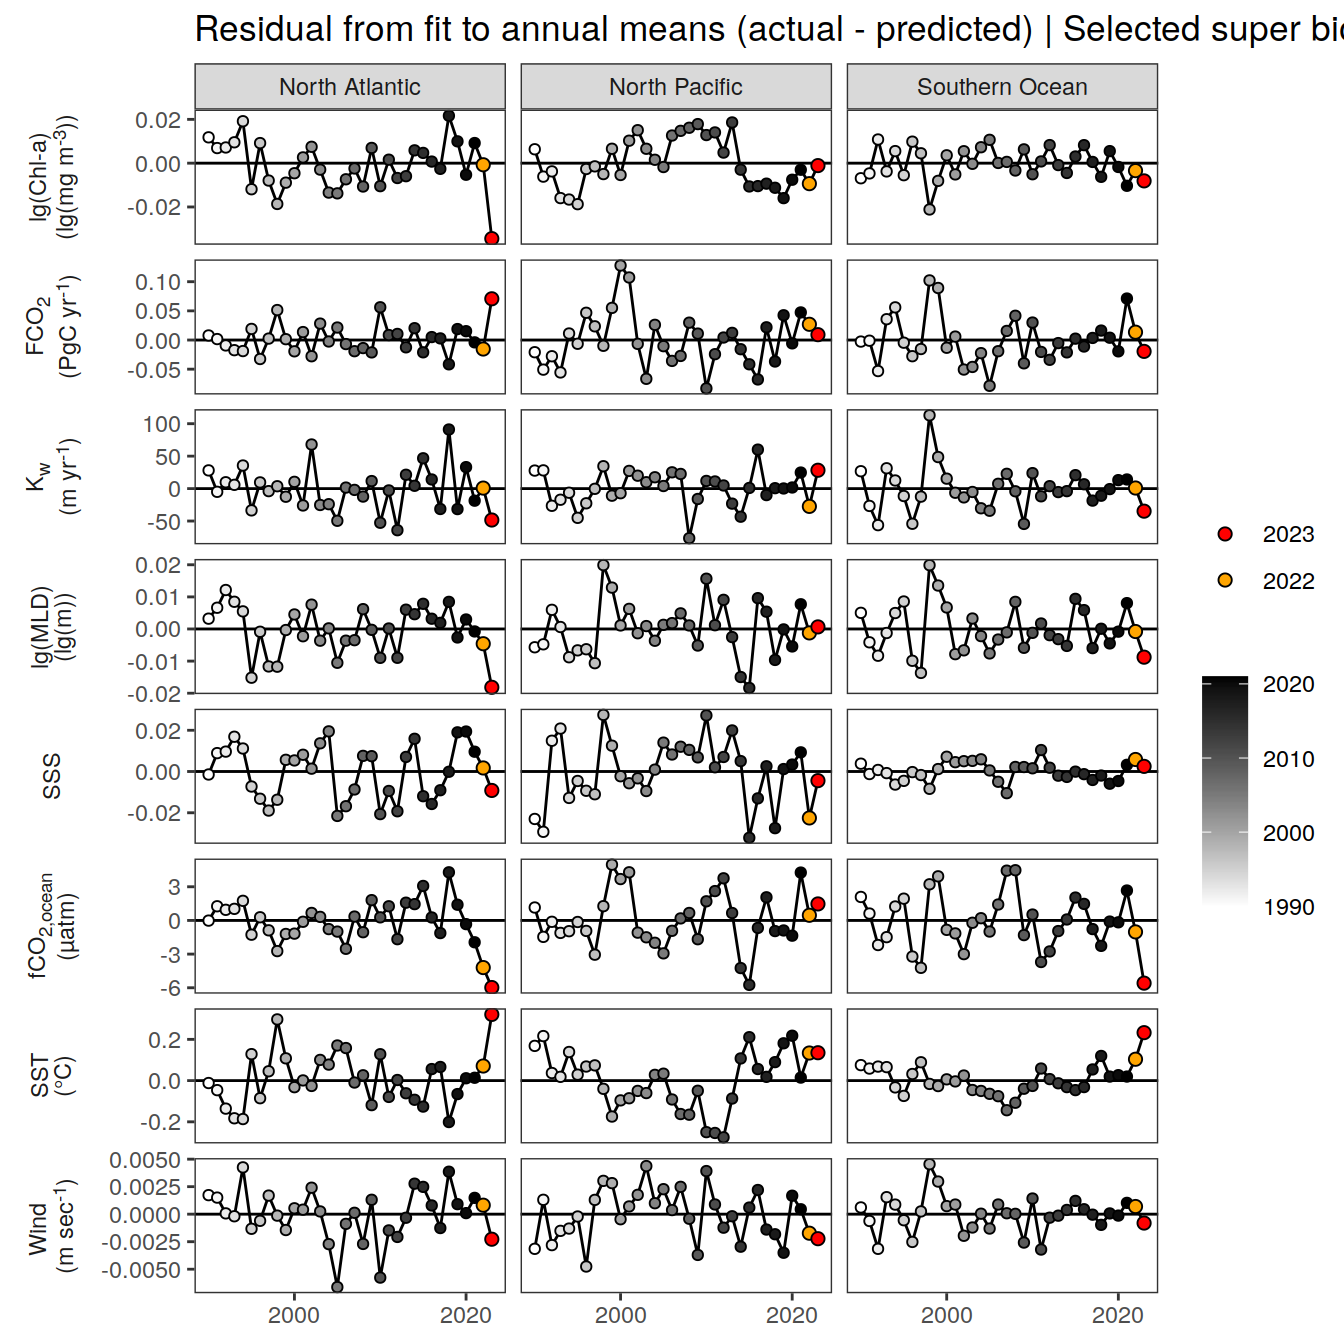 Residual from fit to annual means (actual - predicted) | Selected super bio
North Atlantic North Pacific Southern Ocean
lg(Chl-a)
(lg(mg m⁻³))
0.02
0.00
-0.02
FCO₂
(PgC yr⁻¹)
0.10
0.05
0.00
-0.05
K_w
(m yr⁻¹)
100
50
0
-50
lg(MLD)
(lg(m))
0.02
0.01
0.00
-0.01
-0.02
SSS
0.02
0.00
-0.02
fCO₂,ocean
(µatm)
3
0
-3
-6
SST
(°C)
0.2
0.0
-0.2
Wind
(m sec⁻¹)
0.0050
0.0025
0.0000
-0.0025
-0.0050
2000 2020 2000 2020 2000 2020
2023
2022
2020
2010
2000
1990